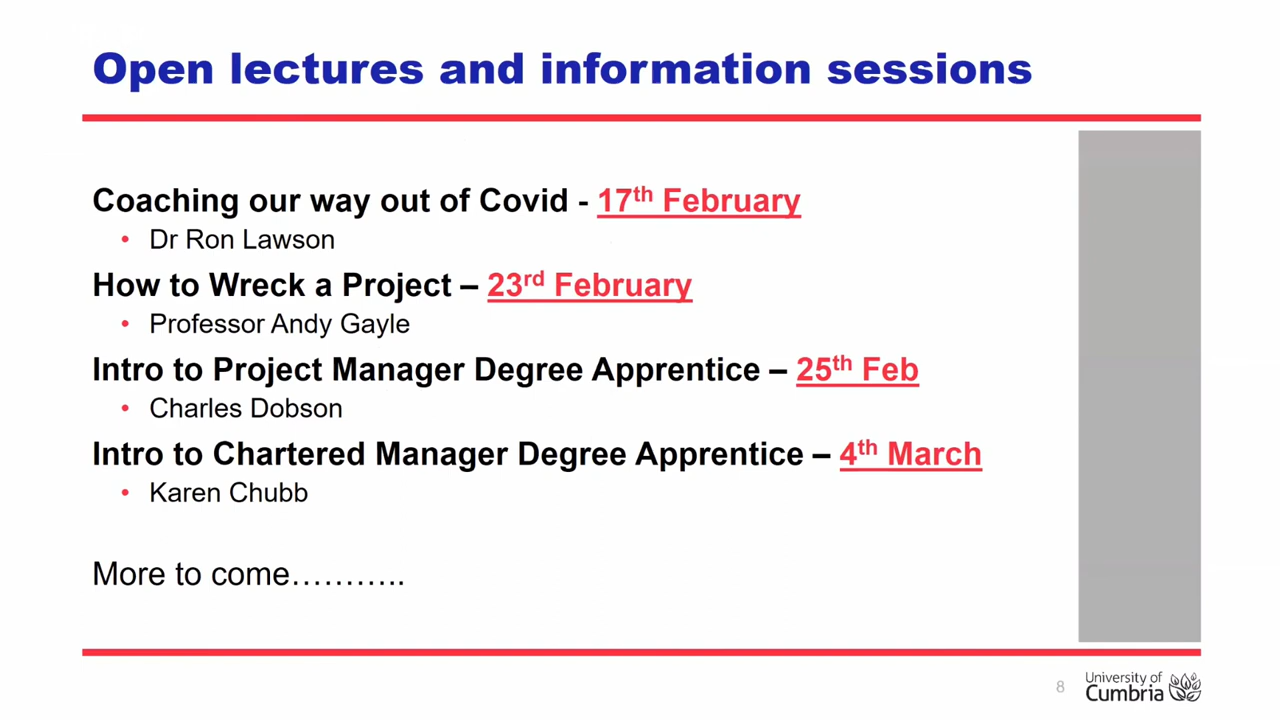 Open lectures and information sessions
Coaching our way out of Covid - 17th February
• Dr Ron Lawson
How to Wreck a Project – 23rd February
• Professor Andy Gayle
Intro to Project Manager Degree Apprentice – 25th Feb
• Charles Dobson
Intro to Chartered Manager Degree Apprentice – 4th March
• Karen Chubb
More to come………..
8
University of
Cumbria